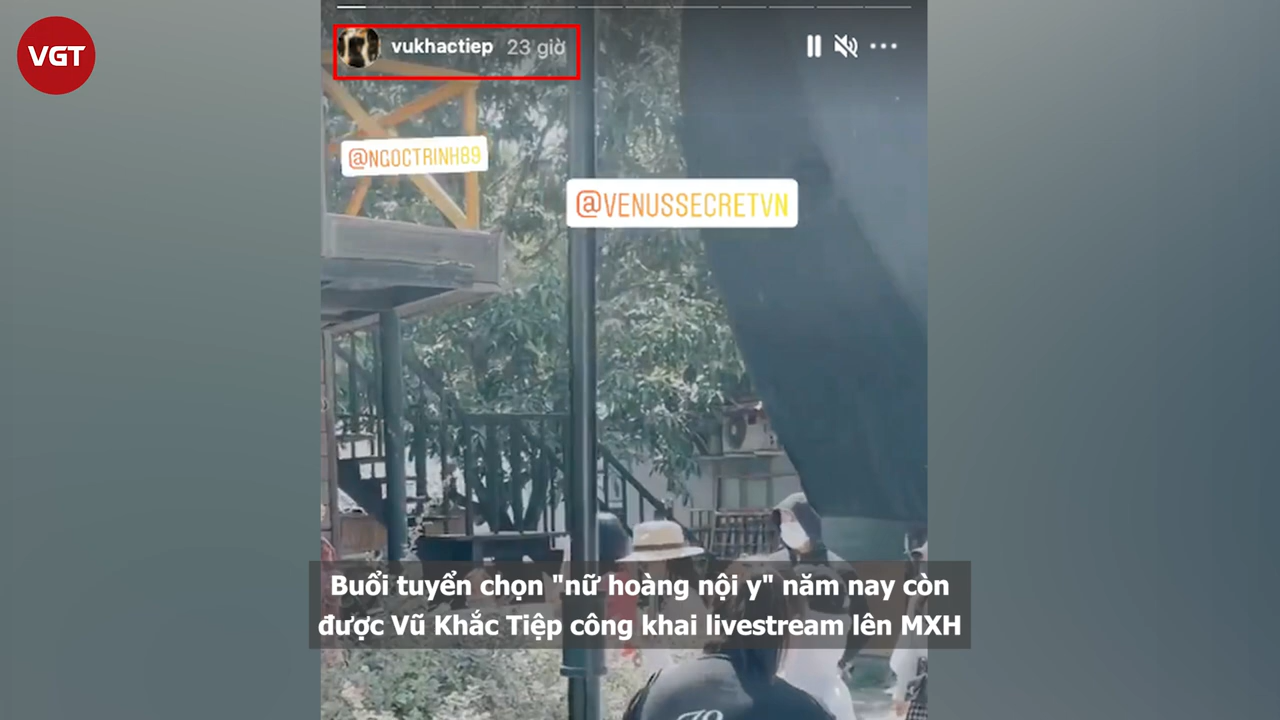 VGT
vukhactiep 23 giờ
@NGOCTRINH89
@VENUSSECRETVN
Buổi tuyển chọn "nữ hoàng nội y" năm nay còn
được Vũ Khắc Tiệp công khai livestream lên MXH